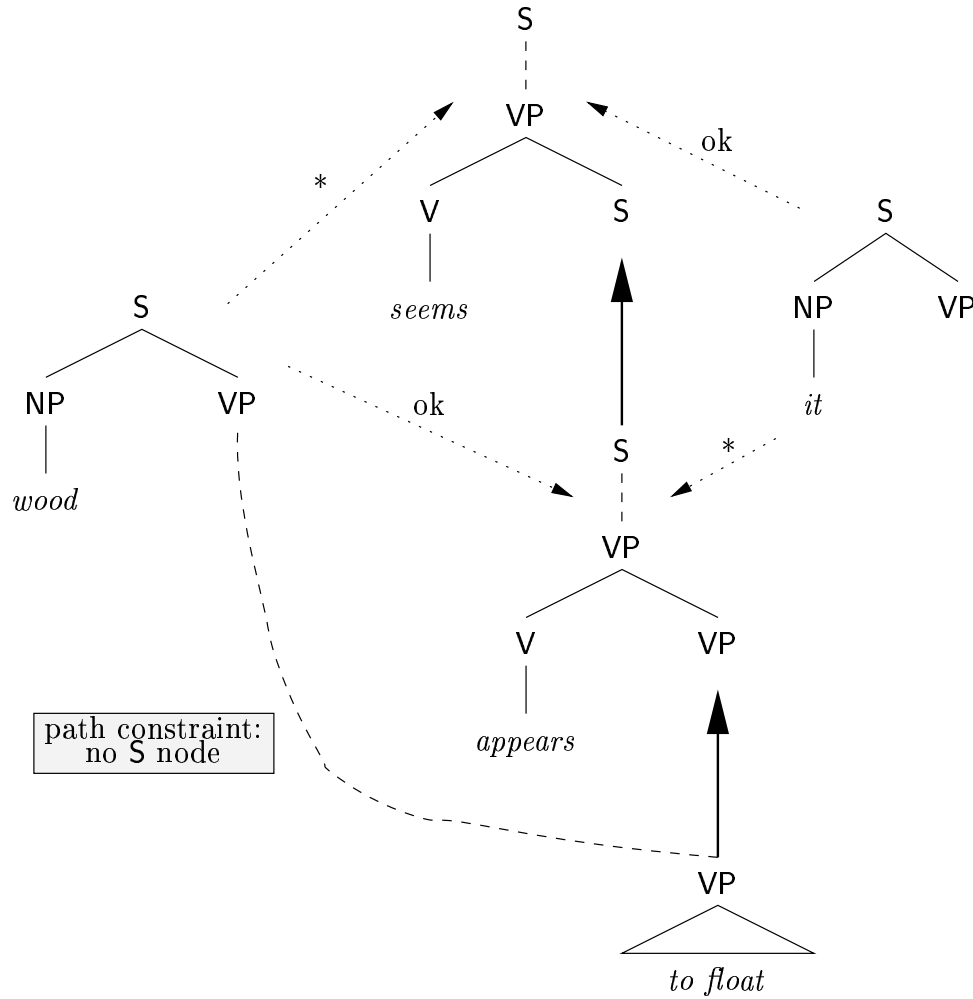 S
VP
ok
*
V
S
S
seems
S
NP
VP
NP
VP
ok
it
*
S
wood
VP
V
VP
path constraint:
no S node
appears
VP
to float